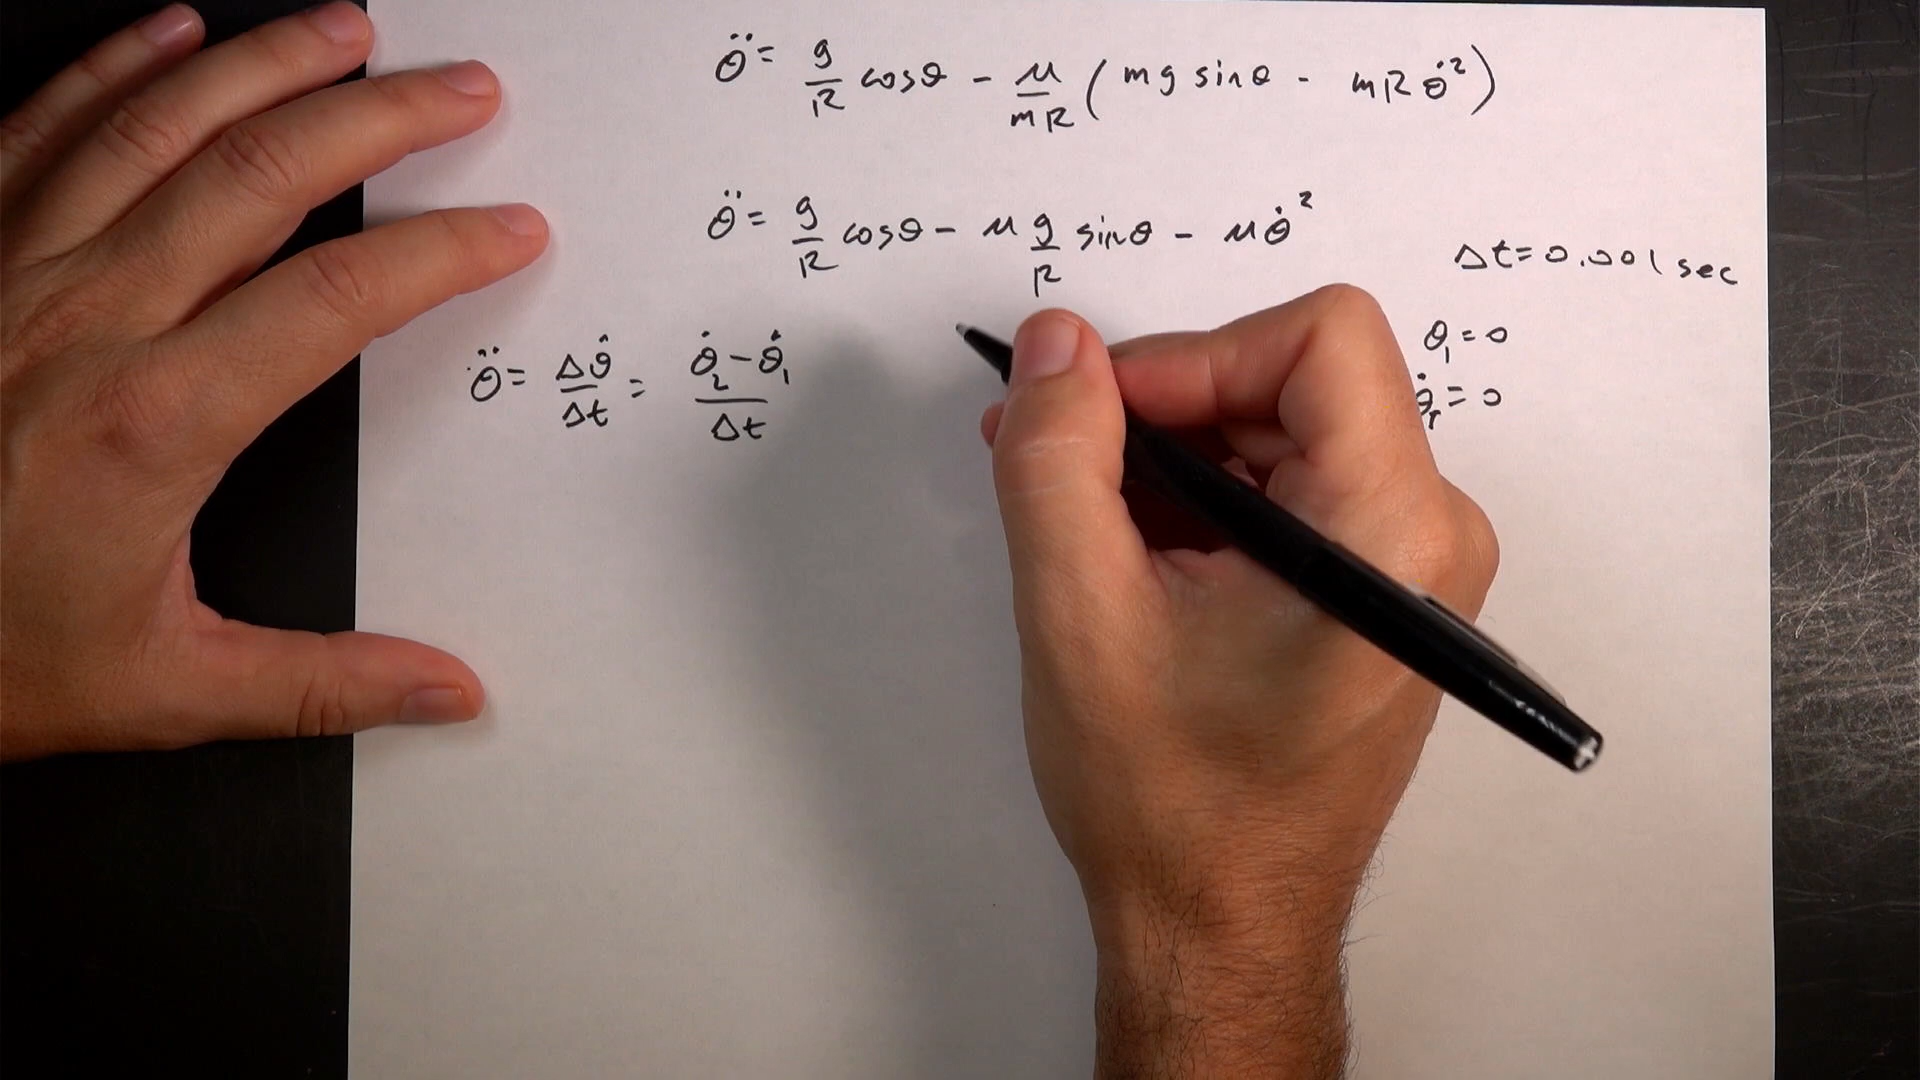 θ̈ = g/R cosθ - μ/mR ( mg sinθ - mR θ̇² )
θ̈ = g/R cosθ - μ g/R sinθ - μθ̇²
Δt = 0.001 sec
θ₁ = 0
θ̈ = Δθ̇/Δt = θ̇₂ - θ̇₁/Δt
θ̇₁ = 0